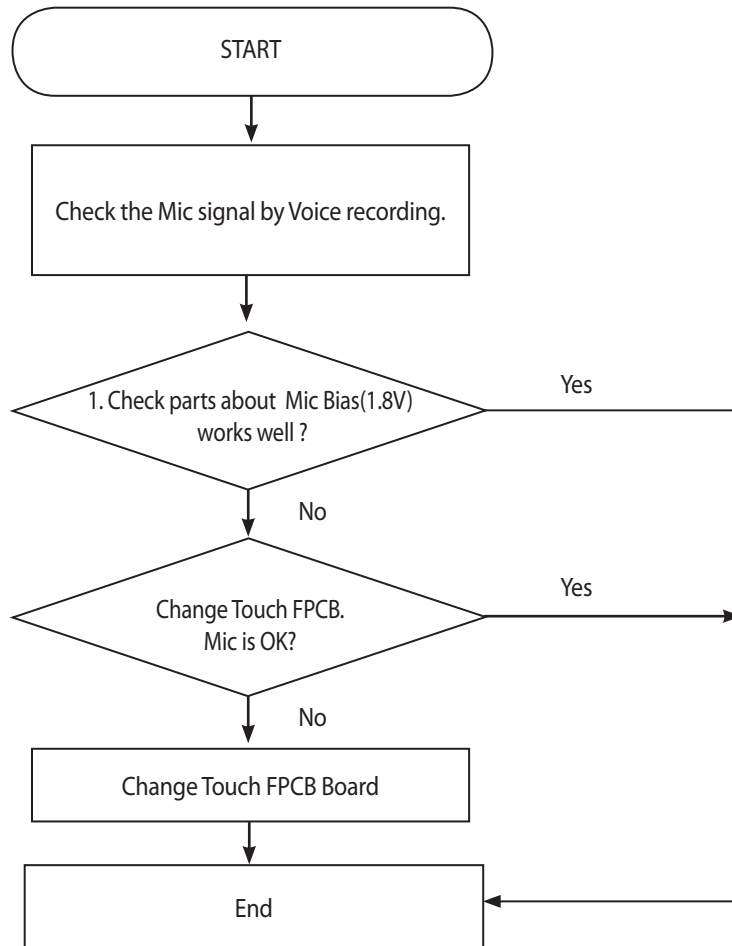 START
Check the Mic signal by Voice recording.
1. Check parts about Mic Bias(1.8V)
works well ?
Yes
No
Change Touch FPCB.
Mic is OK?
Yes
No
Change Touch FPCB Board
End